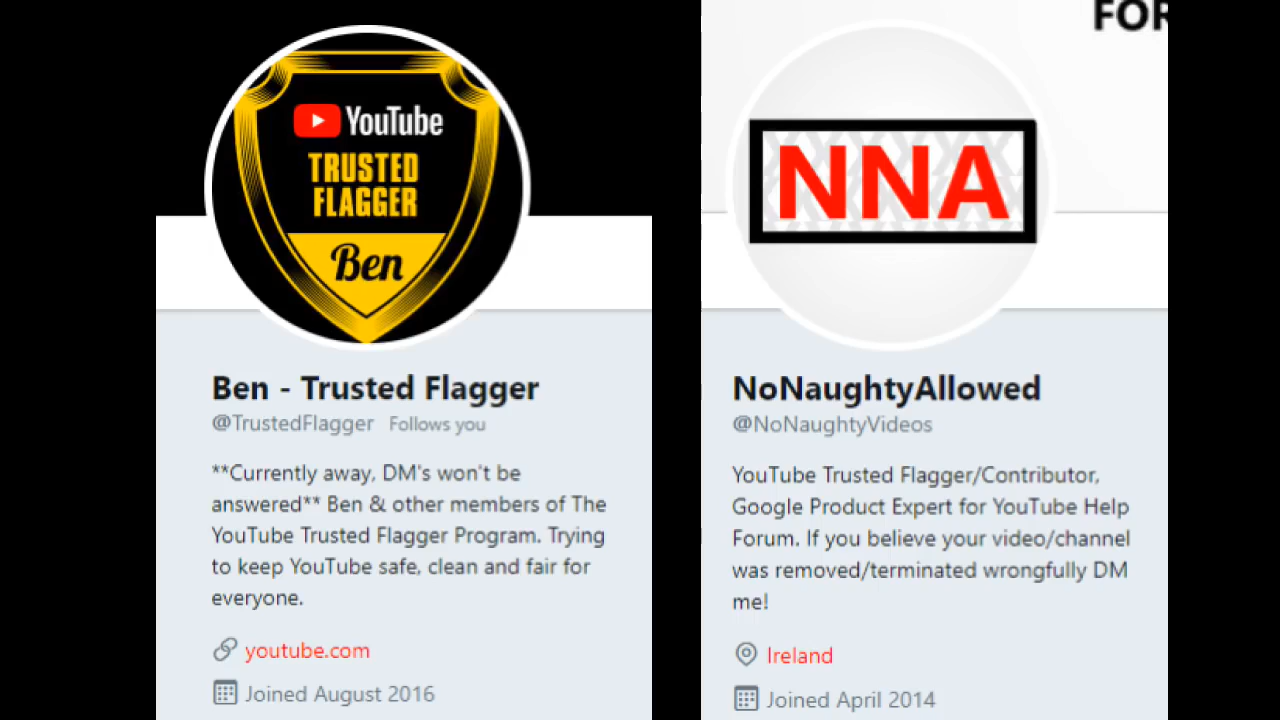 YouTube
TRUSTED
FLAGGER
Ben
Ben - Trusted Flagger
@TrustedFlagger Follows you
**Currently away, DM's won't be
answered** Ben & other members of The
YouTube Trusted Flagger Program. Trying
to keep YouTube safe, clean and fair for
everyone.
youtube.com
Joined August 2016
FOR
NNA
NoNaughtyAllowed
@NoNaughtyVideos
YouTube Trusted Flagger/Contributor,
Google Product Expert for YouTube Help
Forum. If you believe your video/channel
was removed/terminated wrongfully DM
me!
Ireland
Joined April 2014